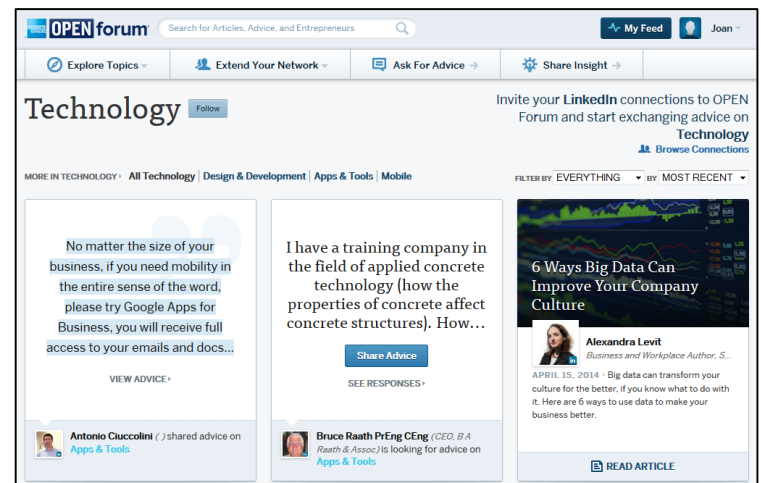 OPEN forum
Search for Articles, Advice, and Entrepreneurs
My Feed
Joan
Explore Topics
Extend Your Network
Ask For Advice →
Share Insight →
Technology
Follow
Invite your LinkedIn connections to OPEN
Forum and start exchanging advice on
Technology
Browse Connections
MORE IN TECHNOLOGY › All Technology | Design & Development | Apps & Tools | Mobile
FILTER BY EVERYTHING BY MOST RECENT
No matter the size of your
business, if you need mobility in
the entire sense of the word,
please try Google Apps for
Business, you will receive full
access to your emails and docs...
VIEW ADVICE ›
Antonio Ciuccolini ( ) shared advice on
Apps & Tools
I have a training company in
the field of applied concrete
technology (how the
properties of concrete affect
concrete structures). How...
Share Advice
SEE RESPONSES ›
Bruce Raath PrEng CEng (CEO, B A
Raath & Assoc) is looking for advice on
Apps & Tools
6 Ways Big Data Can
Improve Your Company
Culture
Alexandra Levit
Business and Workplace Author, S...
APRIL 15, 2014 - Big data can transform your
culture for the better, if you know what to do with
it. Here are 6 ways to use data to make your
business better.
READ ARTICLE